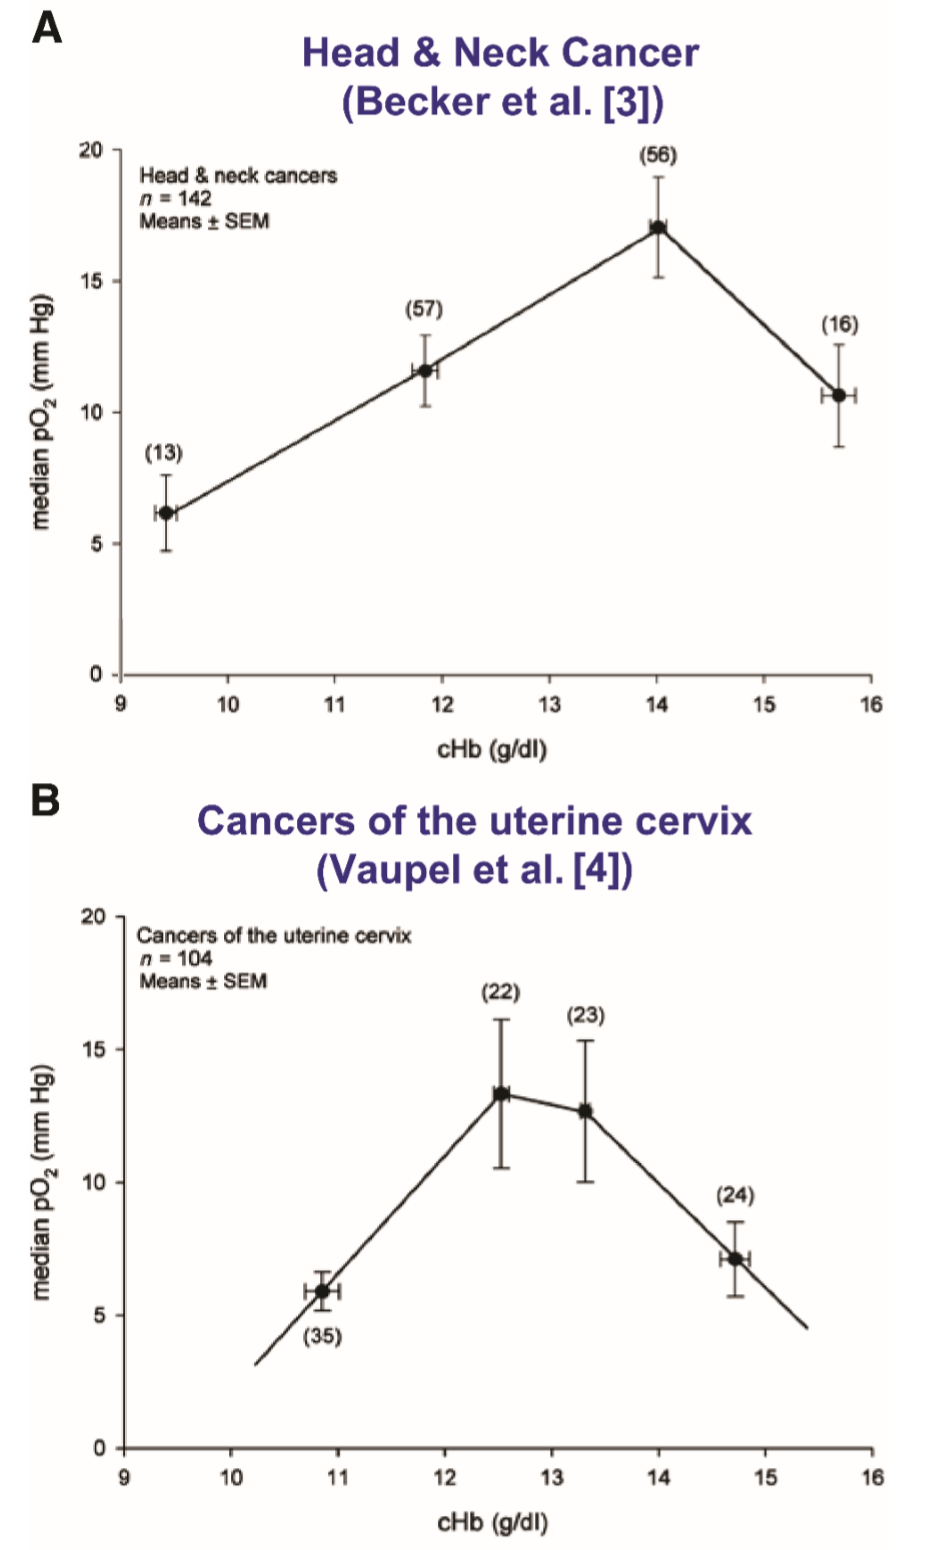 A
Head & Neck Cancer
(Becker et al. [3])
20
15
10
5
0
median pO2 (mm Hg)
Head & neck cancers
n = 142
Means ± SEM
(13)
(57)
(56)
(16)
9 10 11 12 13 14 15 16
cHb (g/dl)
B
Cancers of the uterine cervix
(Vaupel et al. [4])
20
15
10
5
0
median pO2 (mm Hg)
Cancers of the uterine cervix
n = 104
Means ± SEM
(35)
(22)
(23)
(24)
9 10 11 12 13 14 15 16
cHb (g/dl)